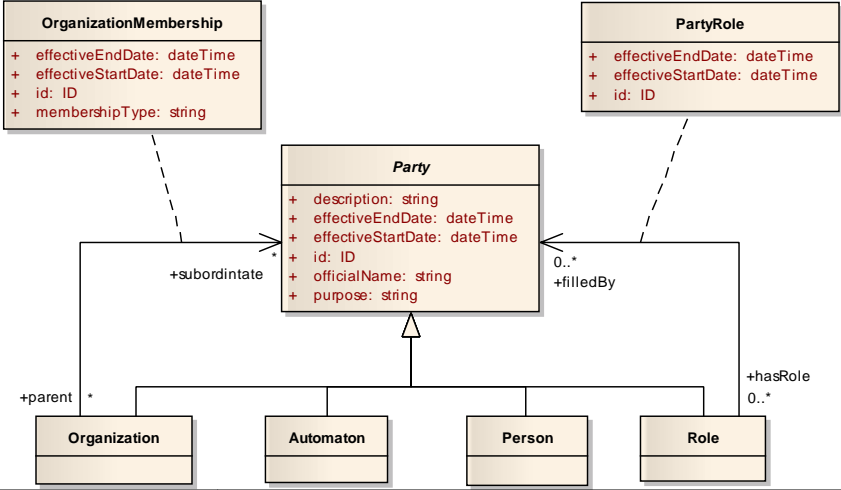 OrganizationMembership
+ effectiveEndDate: dateTime
+ effectiveStartDate: dateTime
+ id: ID
+ membershipType: string
PartyRole
+ effectiveEndDate: dateTime
+ effectiveStartDate: dateTime
+ id: ID
Party
+ description: string
+ effectiveEndDate: dateTime
+ effectiveStartDate: dateTime
+ id: ID
+ officialName: string
+ purpose: string
*
+subordintate
0..*
+filledBy
+parent
*
+hasRole
0..*
Organization
Automaton
Person
Role